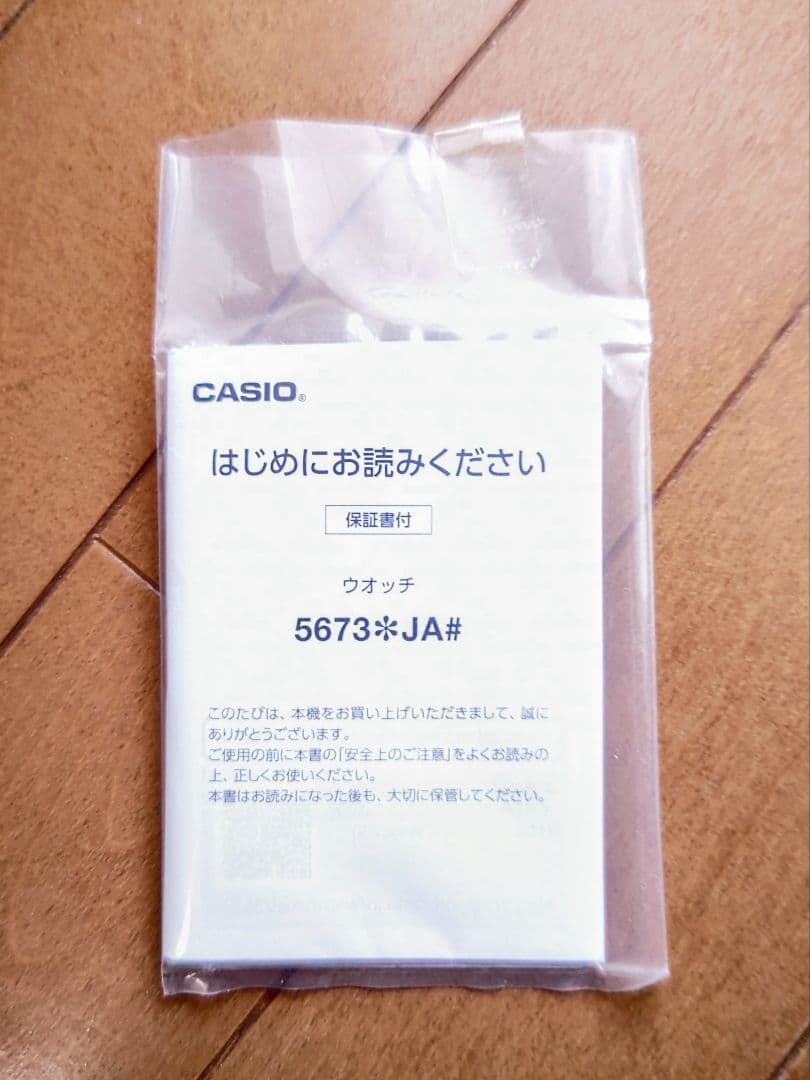 CASIO®
はじめにお読みください
保証書付
ウオッチ
5673✻JA#
このたびは、本機をお買い上げいただきまして、誠に
ありがとうございます。
ご使用の前に本書の「安全上のご注意」をよくお読みの
上、正しくお使いください。
本書はお読みになった後も、大切に保管してください。